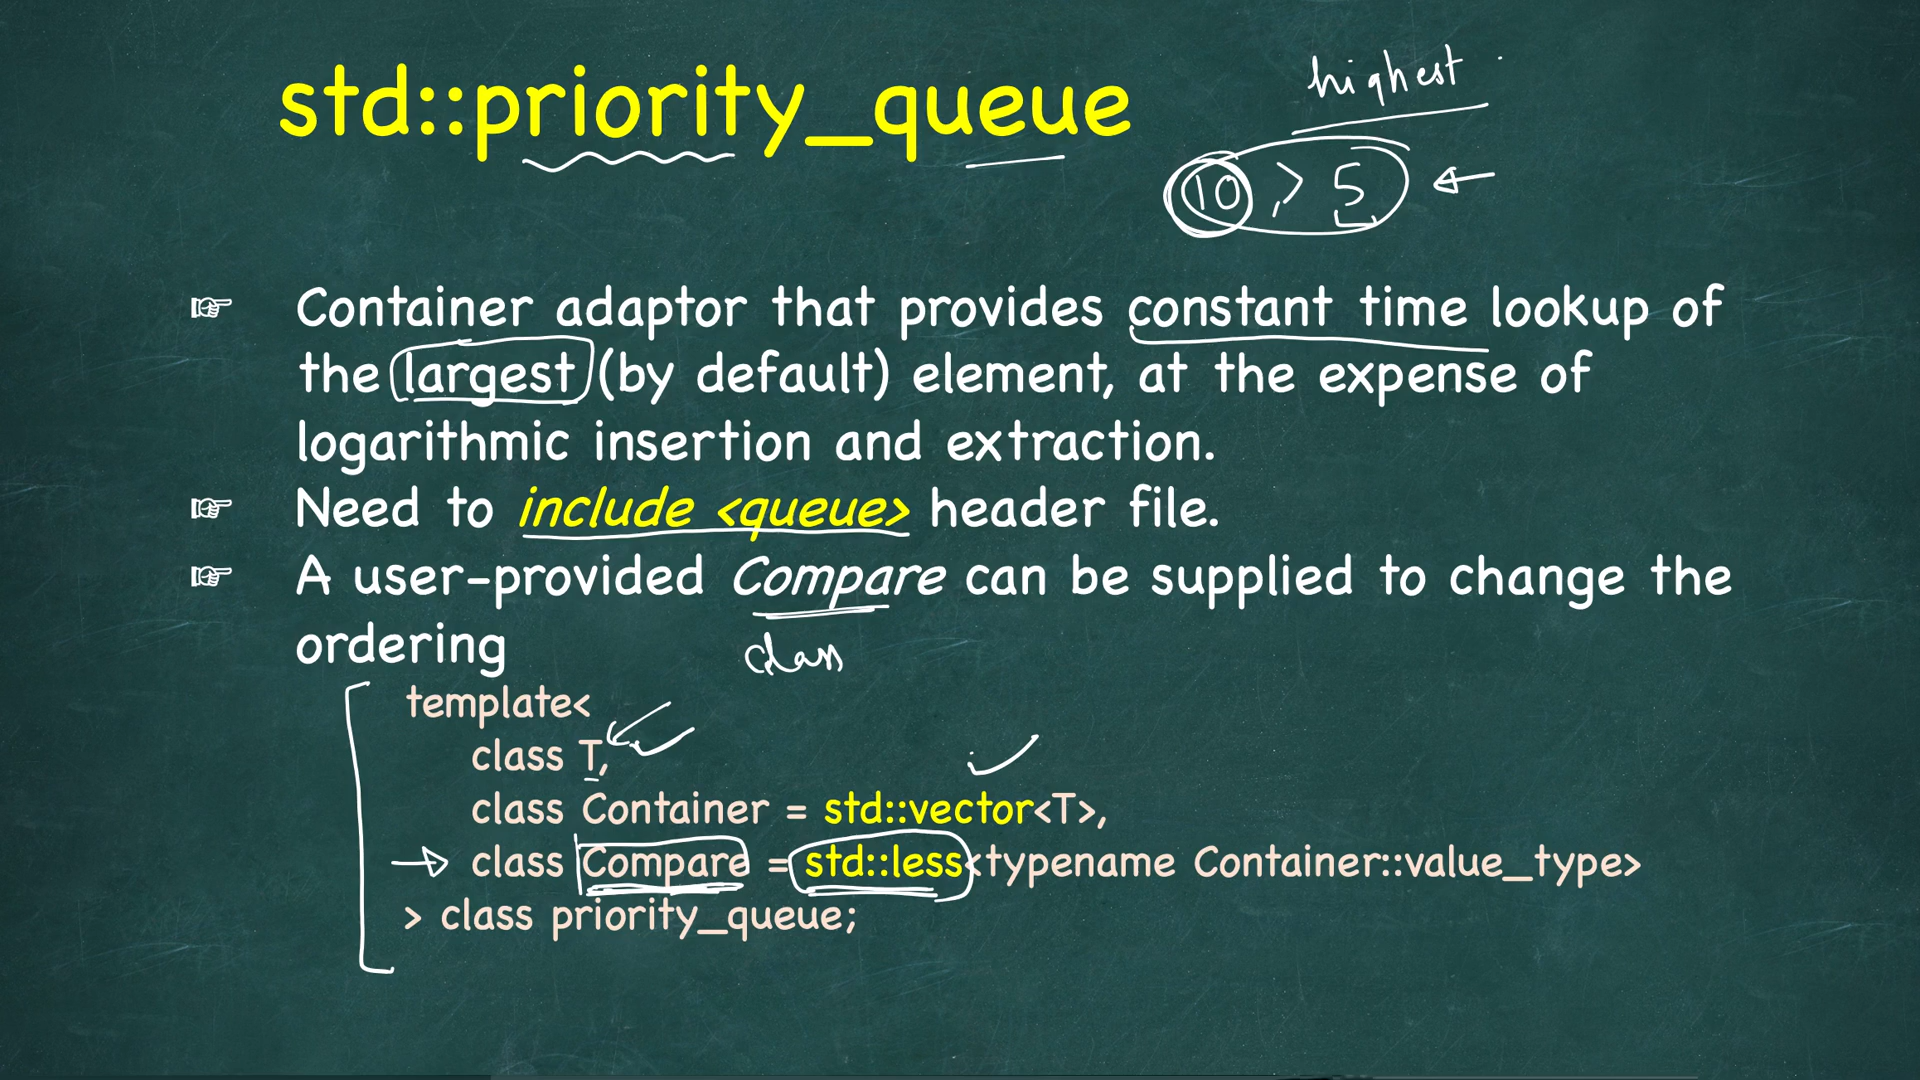 std::priority_queue
highest
10 , > 5
☞ Container adaptor that provides constant time lookup of
the largest (by default) element, at the expense of
logarithmic insertion and extraction.
☞ Need to include <queue> header file.
☞ A user-provided Compare can be supplied to change the
ordering
class
template<
class T,
class Container = std::vector<T>,
class Compare = std::less<typename Container::value_type>
> class priority_queue;